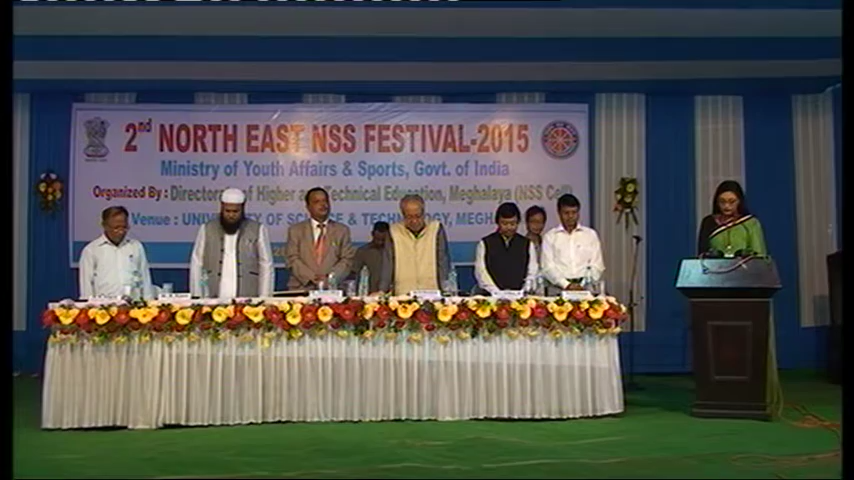 2nd NORTH EAST NSS FESTIVAL-2015
Ministry of Youth Affairs & Sports, Govt. of India
Organized By : Directorate of Higher and Technical Education, Meghalaya (NSS Cell)
Venue : UNIVERSITY OF SCIENCE & TECHNOLOGY, MEGHA